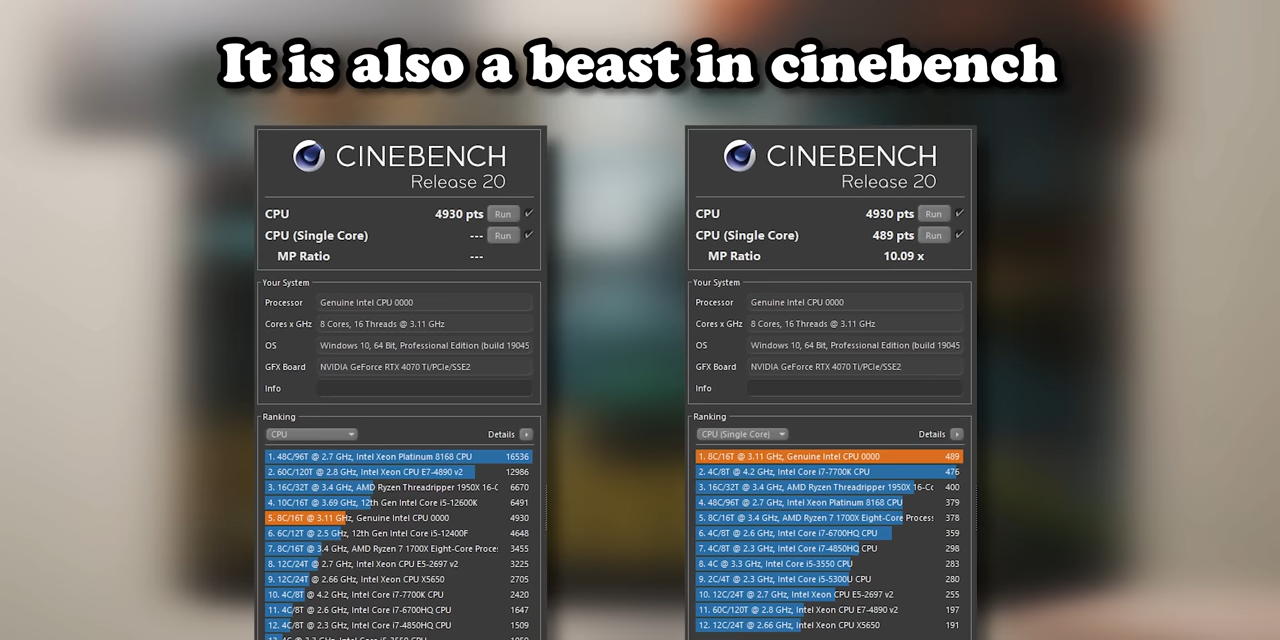 It is also a beast in cinebench
CINEBENCH
Release 20
CPU 4930 pts Run
CPU (Single Core) --- Run
MP Ratio ---
Your System
Processor Genuine Intel CPU 0000
Cores x GHz 8 Cores, 16 Threads @ 3.11 GHz
OS Windows 10, 64 Bit, Professional Edition (build 19045
GFX Board NVIDIA GeForce RTX 4070 Ti/PCIe/SSE2
Info
Ranking
CPU Details
1. 48C/96T @ 2.7 GHz, Intel Xeon Platinum 8168 CPU 16536
2. 60C/120T @ 2.8 GHz, Intel Xeon CPU E7-4890 v2 12986
3. 16C/32T @ 3.4 GHz, AMD Ryzen Threadripper 1950X 16-C 6670
4. 10C/16T @ 3.69 GHz, 12th Gen Intel Core i5-12600K 6491
5. 8C/16T @ 3.11 GHz, Genuine Intel CPU 0000 4930
6. 6C/12T @ 2.5 GHz, 12th Gen Intel Core i5-12400F 4648
7. 8C/16T @ 3.4 GHz, AMD Ryzen 7 1700X Eight-Core Proce: 3455
8. 12C/24T @ 2.7 GHz, Intel Xeon CPU E5-2697 v2 3225
9. 12C/24T @ 2.66 GHz, Intel Xeon CPU X5650 2705
10. 4C/8T @ 4.2 GHz, Intel Core i7-7700K CPU 2420
11. 4C/8T @ 2.6 GHz, Intel Core i7-6700HQ CPU 1647
12. 4C/8T @ 2.3 GHz, Intel Core i7-4850HQ CPU 1509
CINEBENCH
Release 20
CPU 4930 pts Run
CPU (Single Core) 489 pts Run
MP Ratio 10.09 x
Your System
Processor Genuine Intel CPU 0000
Cores x GHz 8 Cores, 16 Threads @ 3.11 GHz
OS Windows 10, 64 Bit, Professional Edition (build 19045
GFX Board NVIDIA GeForce RTX 4070 Ti/PCIe/SSE2
Info
Ranking
CPU (Single Core) Details
1. 8C/16T @ 3.11 GHz, Genuine Intel CPU 0000 489
2. 4C/8T @ 4.2 GHz, Intel Core i7-7700K CPU 476
3. 16C/32T @ 3.4 GHz, AMD Ryzen Threadripper 1950X 16-Co 400
4. 48C/96T @ 2.7 GHz, Intel Xeon Platinum 8168 CPU 379
5. 8C/16T @ 3.4 GHz, AMD Ryzen 7 1700X Eight-Core Process 378
6. 4C/8T @ 2.6 GHz, Intel Core i7-6700HQ CPU 359
7. 4C/8T @ 2.3 GHz, Intel Core i7-4850HQ CPU 298
8. 4C @ 3.3 GHz, Intel Core i5-3550 CPU 283
9. 2C/4T @ 2.3 GHz, Intel Core i5-5300U CPU 280
10. 12C/24T @ 2.7 GHz, Intel Xeon CPU E5-2697 v2 255
11. 60C/120T @ 2.8 GHz, Intel Xeon CPU E7-4890 v2 197
12. 12C/24T @ 2.66 GHz, Intel Xeon CPU X5650 191